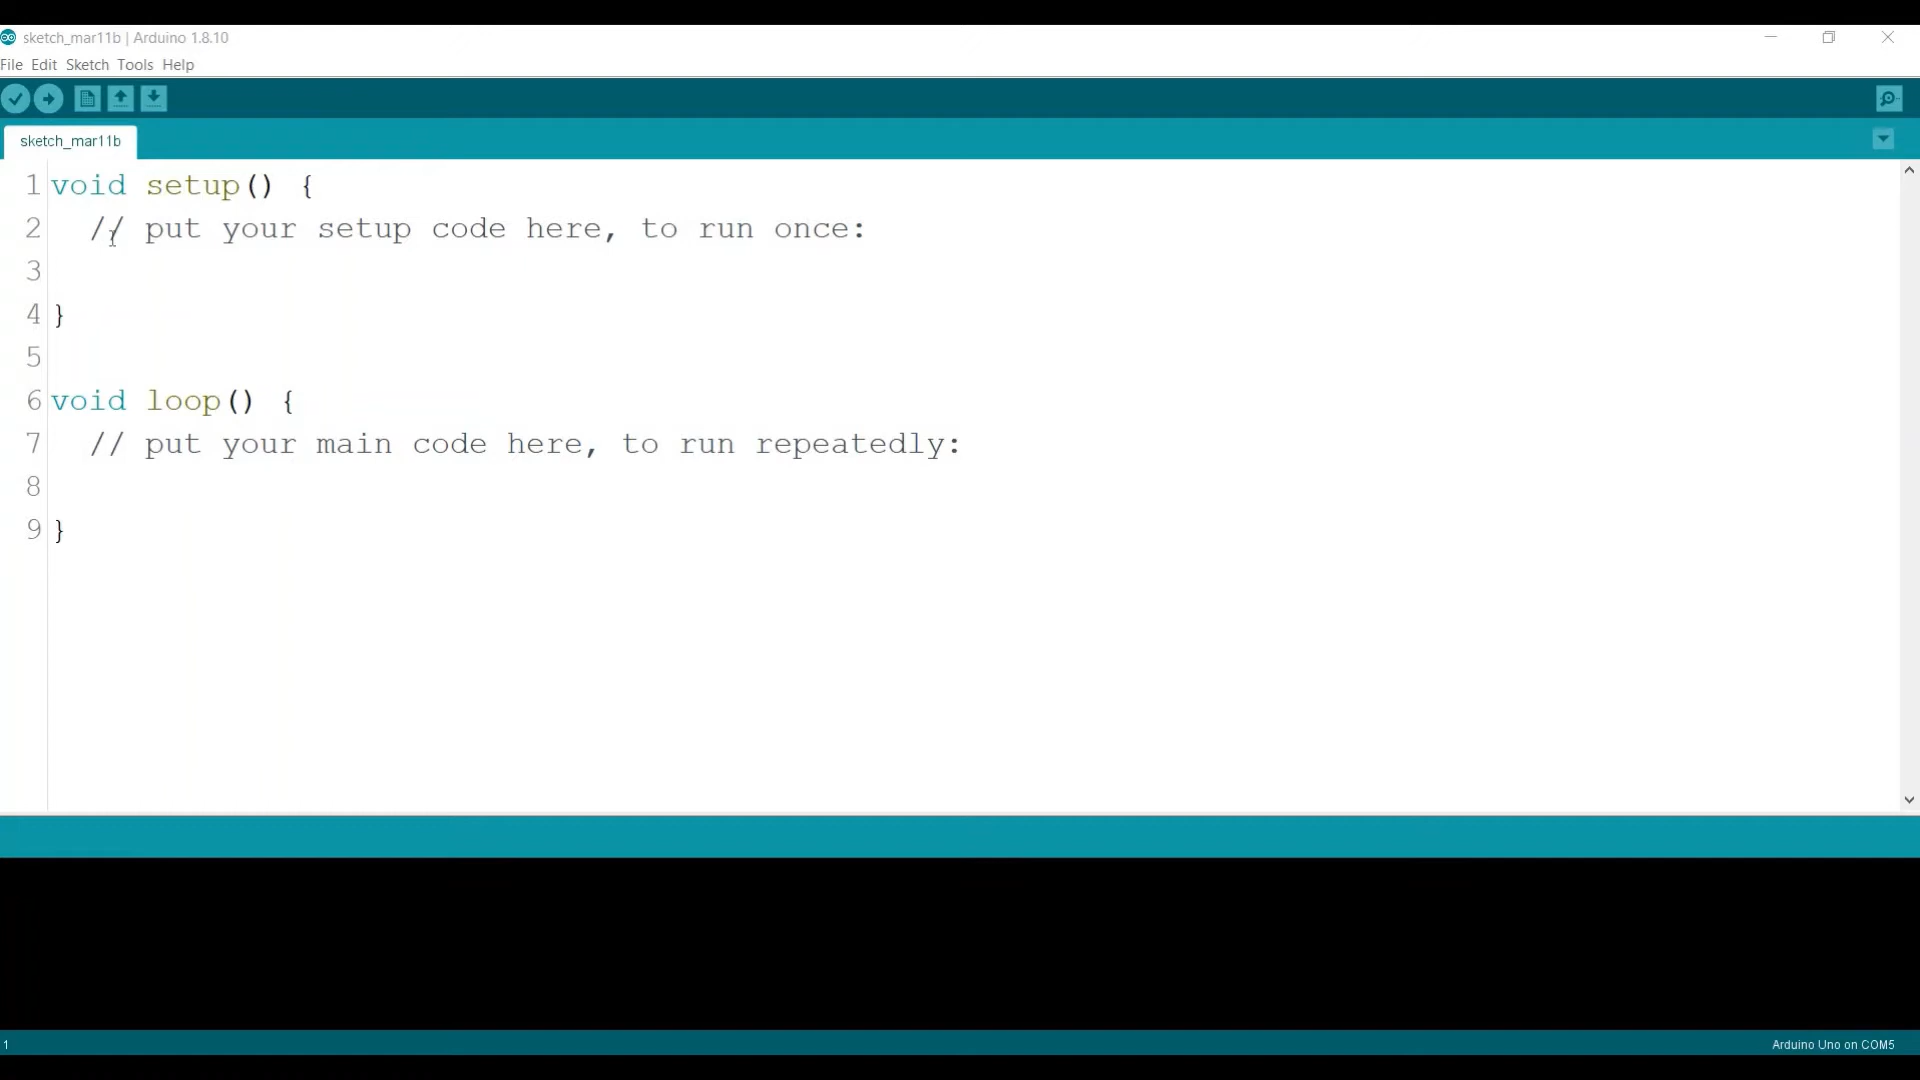 sketch_mar11b | Arduino 1.8.10
File Edit Sketch Tools Help
sketch_mar11b
1 void setup() {
2   // put your setup code here, to run once:
3
4 }
5
6 void loop() {
7   // put your main code here, to run repeatedly:
8
9 }
1
Arduino Uno on COM5